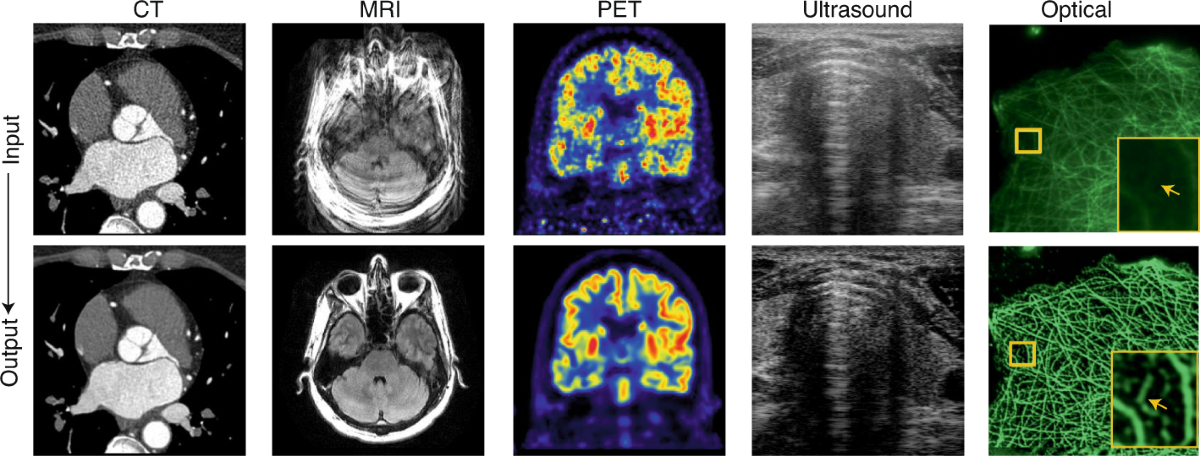 CT
MRI
PET
Ultrasound
Optical
Input
Output